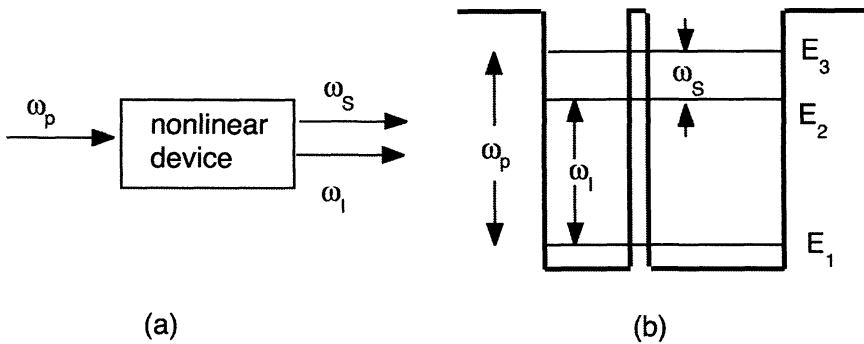 ω_p
nonlinear
device
ω_S
ω_I
(a)
ω_p
ω_I
ω_S
E_3
E_2
E_1
(b)